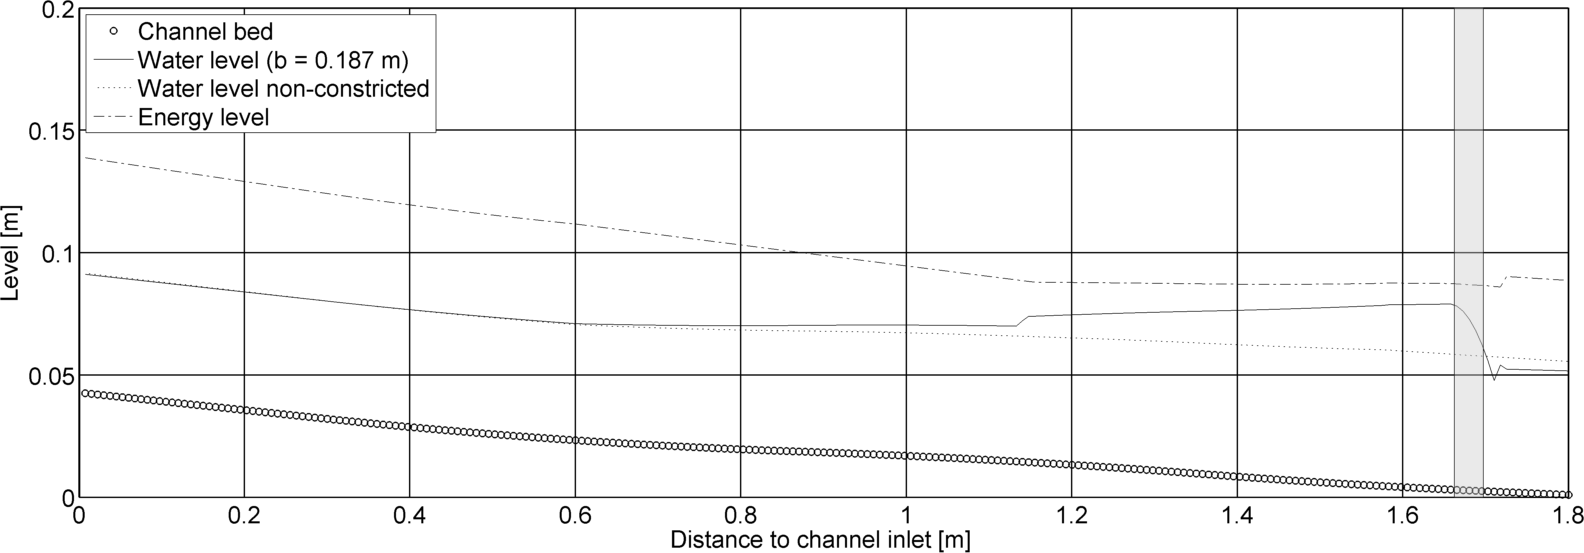 0.2
Channel bed
Water level (b = 0.187 m)
Water level non-constricted
Energy level
0.15
0.1
0.05
0
Level [m]
0 0.2 0.4 0.6 0.8 1 1.2 1.4 1.6 1.8
Distance to channel inlet [m]